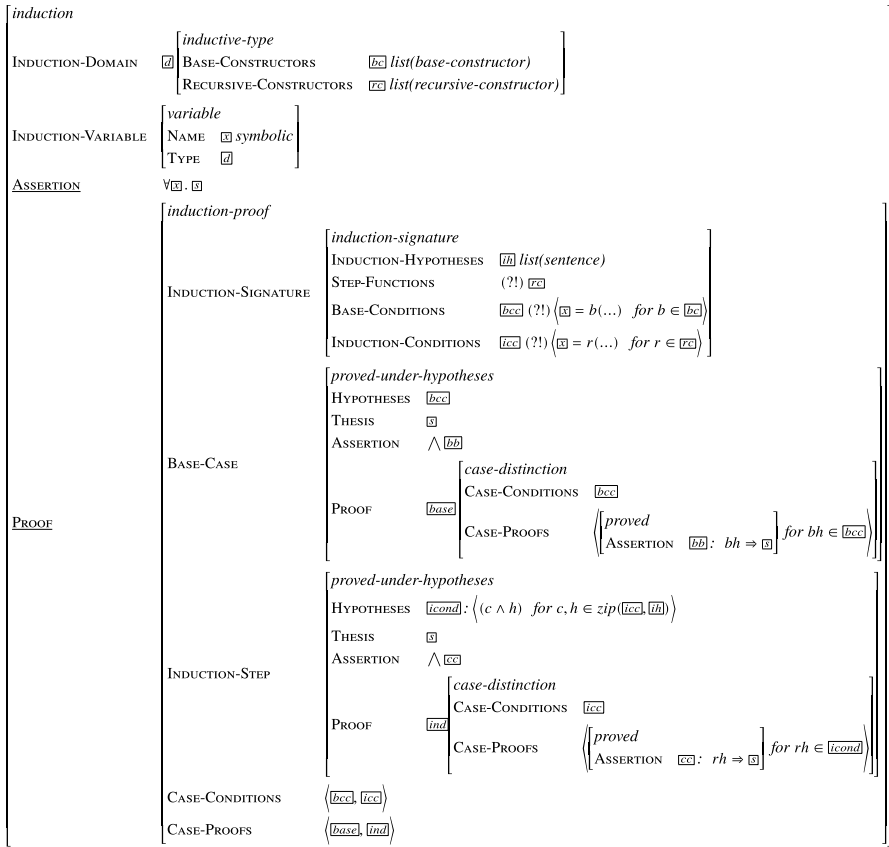 induction
INDUCTION-DOMAIN d inductive-type
BASE-CONSTRUCTORS bc list(base-constructor)
RECURSIVE-CONSTRUCTORS rc list(recursive-constructor)
INDUCTION-VARIABLE variable
NAME x symbolic
TYPE d
ASSERTION ∀x. s
PROOF induction-proof
INDUCTION-SIGNATURE induction-signature
INDUCTION-HYPOTHESES ih list(sentence)
STEP-FUNCTIONS (?!) rc
BASE-CONDITIONS bcc (?!) ⟨x = b(...) for b ∈ bc⟩
INDUCTION-CONDITIONS icc (?!) ⟨x = r(...) for r ∈ rc⟩
BASE-CASE proved-under-hypotheses
HYPOTHESES bcc
THESIS s
ASSERTION ⋀ bb
PROOF base case-distinction
CASE-CONDITIONS bcc
CASE-PROOFS ⟨[proved
ASSERTION bb: bh ⇒ s] for bh ∈ bcc⟩
INDUCTION-STEP proved-under-hypotheses
HYPOTHESES icond: ⟨(c ∧ h) for c, h ∈ zip(icc, ih)⟩
THESIS s
ASSERTION ⋀ cc
PROOF ind case-distinction
CASE-CONDITIONS icc
CASE-PROOFS ⟨[proved
ASSERTION cc: rh ⇒ s] for rh ∈ icond⟩
CASE-CONDITIONS ⟨bcc, icc⟩
CASE-PROOFS ⟨base, ind⟩